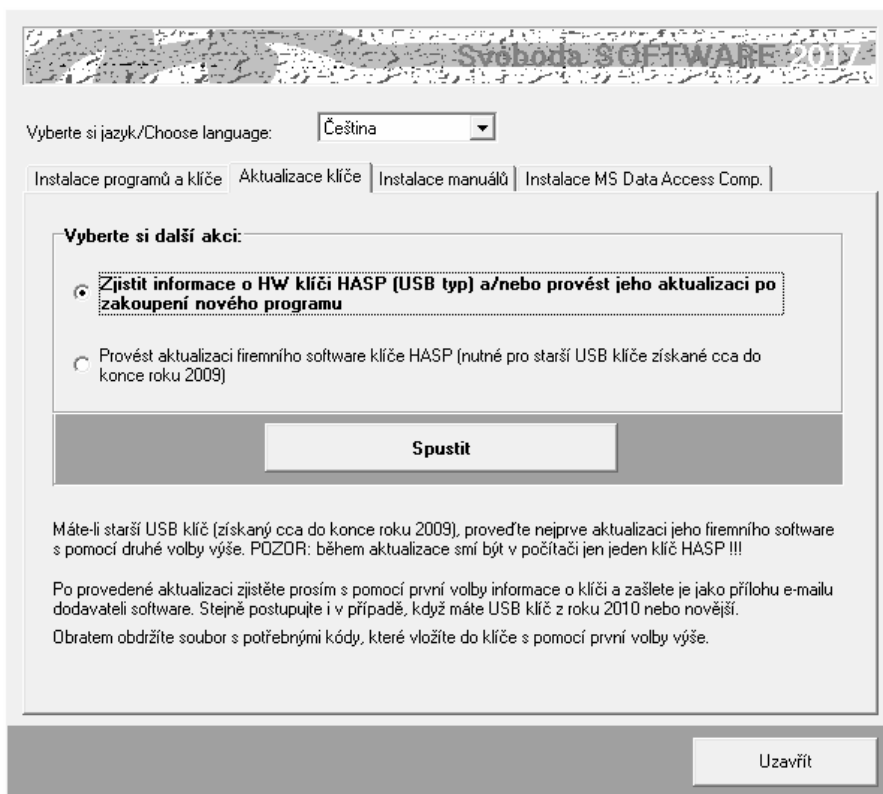 Svoboda SOFTWARE 2017
Vyberte si jazyk/Choose language: Čeština
Instalace programů a klíče Aktualizace klíče Instalace manuálů Instalace MS Data Access Comp.
Vyberte si další akci:
Zjistit informace o HW klíči HASP (USB typ) a/nebo provést jeho aktualizaci po
zakoupení nového programu
Provést aktualizaci firemního software klíče HASP (nutné pro starší USB klíče získané cca do
konce roku 2009)
Spustit
Máte-li starší USB klíč (získaný cca do konce roku 2009), proveďte nejprve aktualizaci jeho firemního software
s pomocí druhé volby výše. POZOR: během aktualizace smí být v počítači jen jeden klíč HASP !!!
Po provedené aktualizaci zjistěte prosím s pomocí první volby informace o klíči a zašlete je jako přílohu e-mailu
dodavateli software. Stejně postupujte i v případě, když máte USB klíč z roku 2010 nebo novější.
Obratem obdržíte soubor s potřebnými kódy, které vložíte do klíče s pomocí první volby výše.
Uzavřít